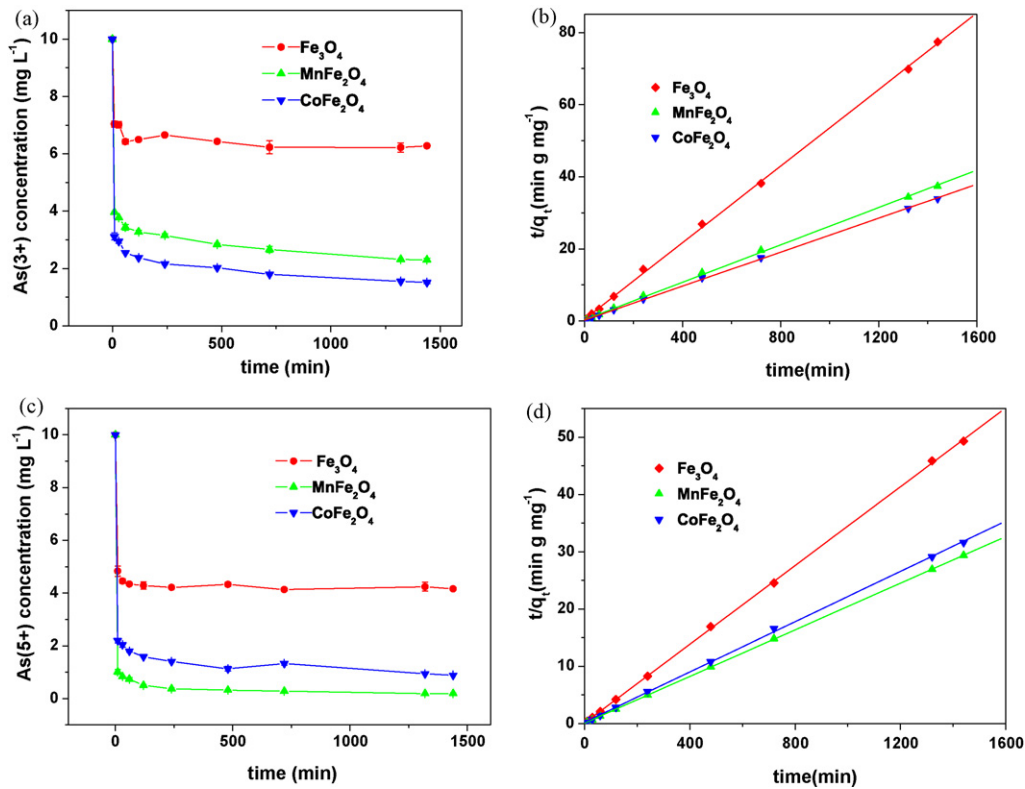 (a)
As(3+) concentration (mg L⁻¹)
10
8
6
4
2
0
Fe₃O₄
MnFe₂O₄
CoFe₂O₄
0
500
1000
1500
time (min)
(b)
t/qₜ(min g mg⁻¹)
80
60
40
20
0
Fe₃O₄
MnFe₂O₄
CoFe₂O₄
0
400
800
1200
1600
time(min)
(c)
As(5+) concentration (mg L⁻¹)
10
8
6
4
2
0
Fe₃O₄
MnFe₂O₄
CoFe₂O₄
0
500
1000
1500
time (min)
(d)
t/qₜ(min g mg⁻¹)
50
40
30
20
10
0
Fe₃O₄
MnFe₂O₄
CoFe₂O₄
0
400
800
1200
1600
time(min)